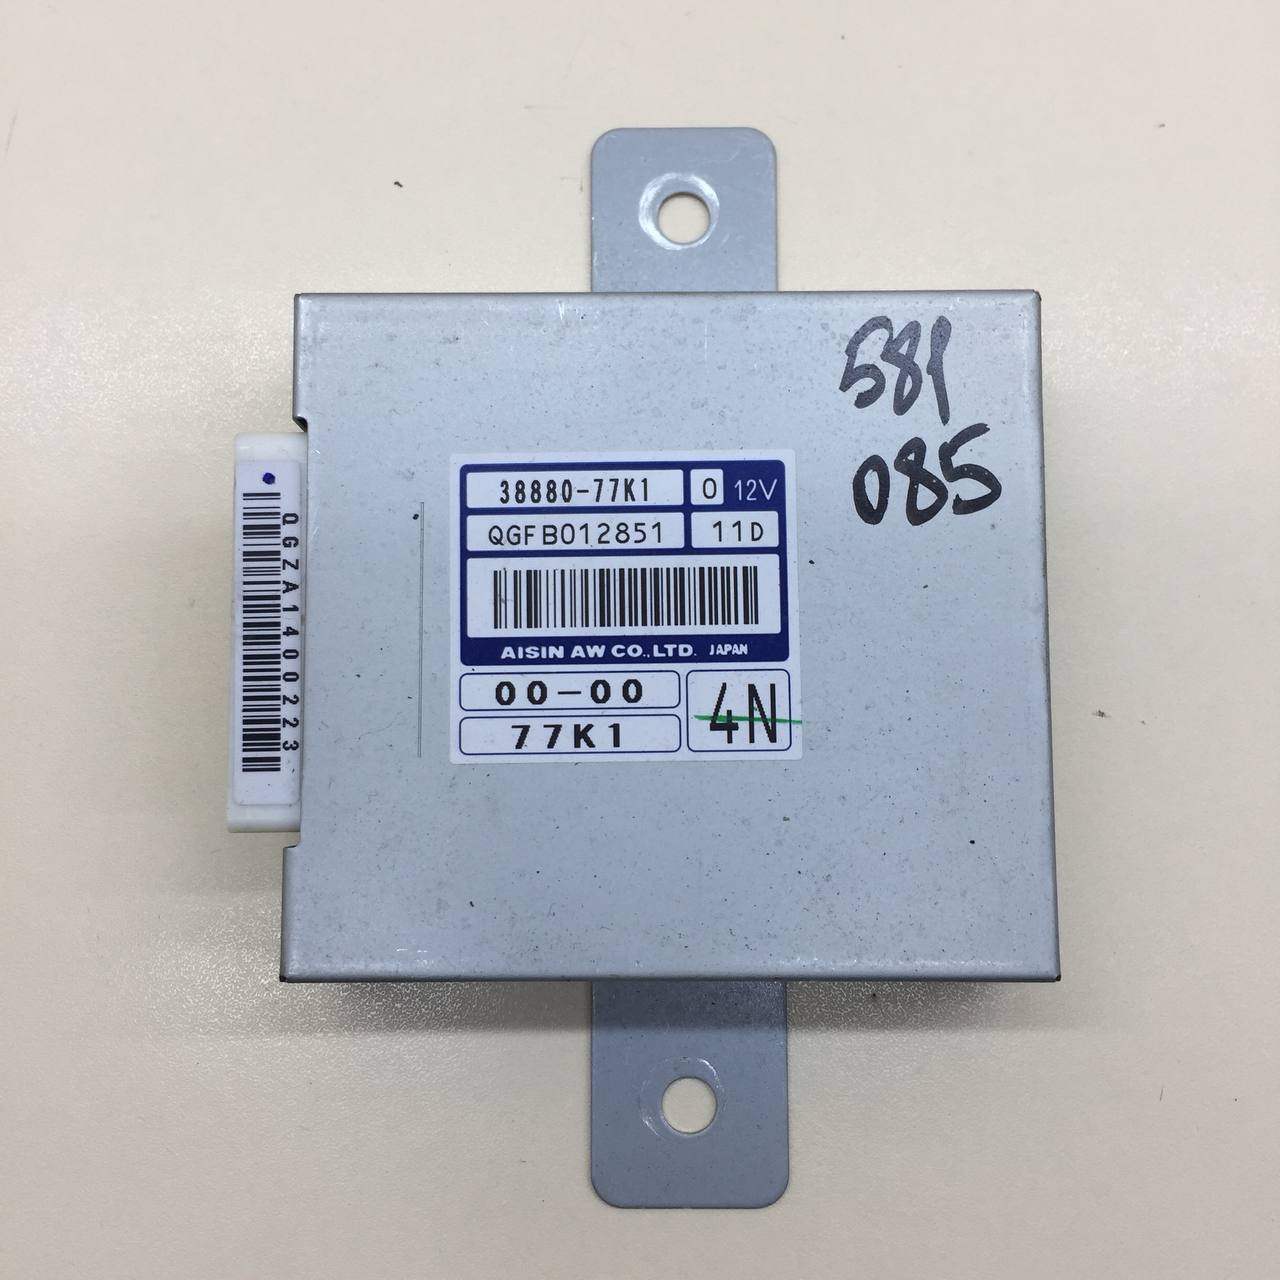 581
085
38880-77K1
0 12V
QGFB012851
11D
AISIN AW CO.,LTD. JAPAN
00-00
77K1
4N
QGZA1400223